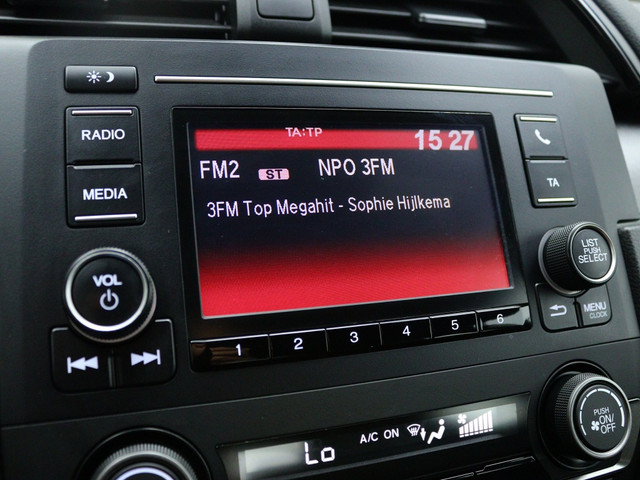 RADIO
MEDIA
VOL
TA:TP
15 27
FM2 ST NPO 3FM
3FM Top Megahit - Sophie Hijlkema
1 2 3 4 5 6
TA
LIST
PUSH
SELECT
MENU
CLOCK
Lo
A/C ON
PUSH
ON/
OFF